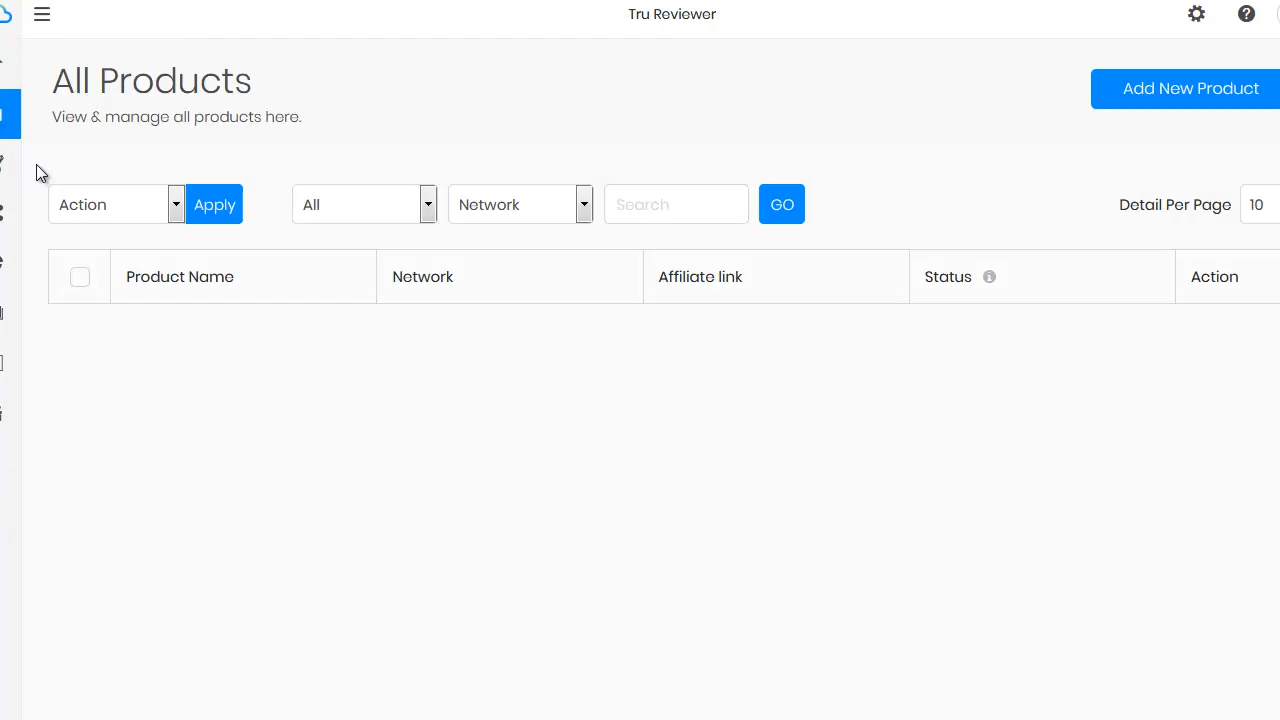 Tru Reviewer
All Products
View & manage all products here.
Add New Product
Action Apply All Network Search GO Detail Per Page 10
Product Name Network Affiliate link Status Action